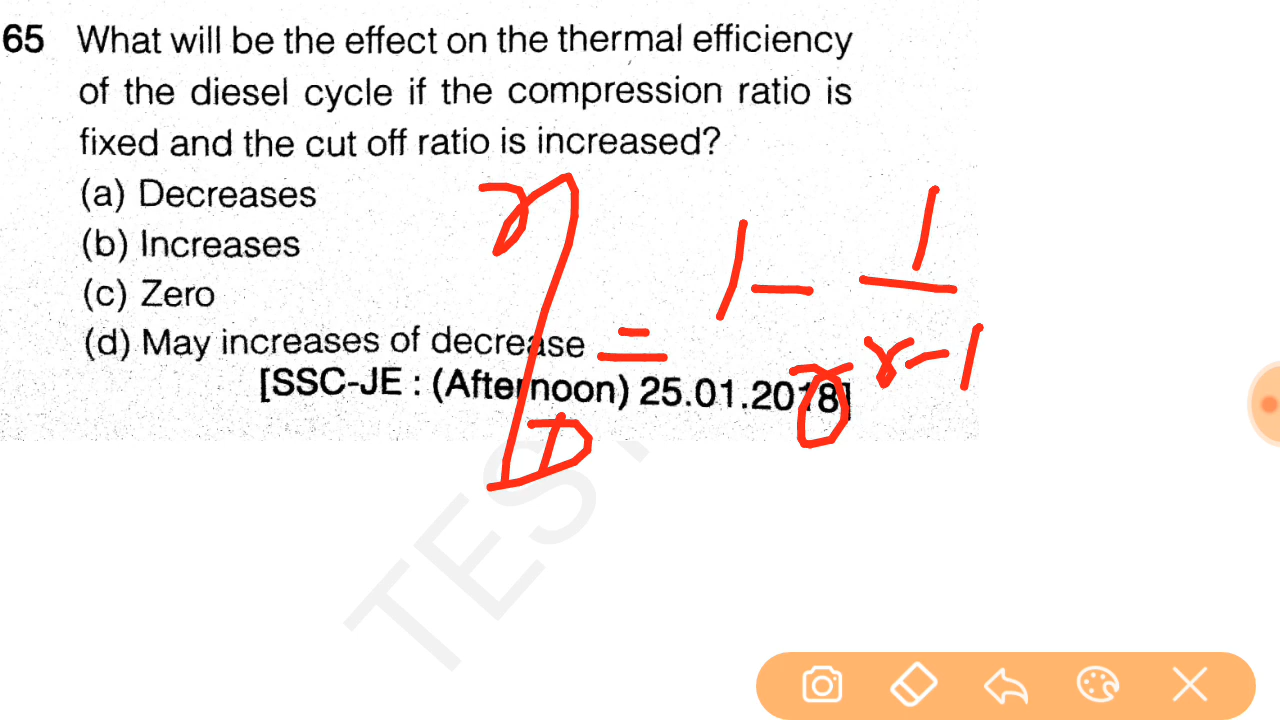 65 What will be the effect on the thermal efficiency
of the diesel cycle if the compression ratio is
fixed and the cut off ratio is increased?
(a) Decreases
(b) Increases
(c) Zero
(d) May increases of decrease
[SSC-JE : (Afternoon) 25.01.2018]
η_D = 1 - 1 / r^γ-1
TEST